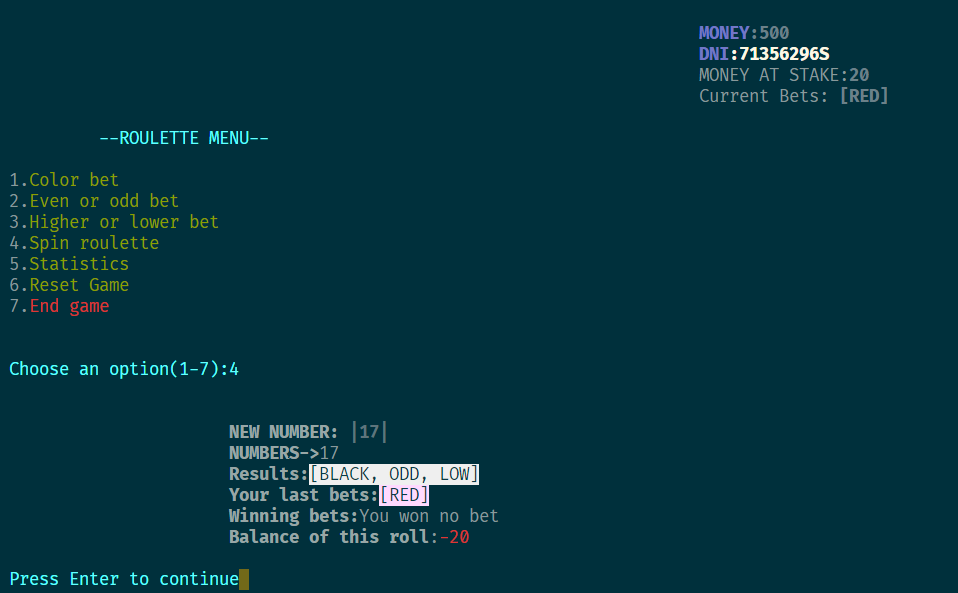 MONEY:500
DNI:71356296S
MONEY AT STAKE:20
Current Bets: [RED]
--ROULETTE MENU--
1.Color bet
2.Even or odd bet
3.Higher or lower bet
4.Spin roulette
5.Statistics
6.Reset Game
7.End game
Choose an option(1-7):4
NEW NUMBER: |17|
NUMBERS->17
Results:[BLACK, ODD, LOW]
Your last bets:[RED]
Winning bets:You won no bet
Balance of this roll:-20
Press Enter to continue